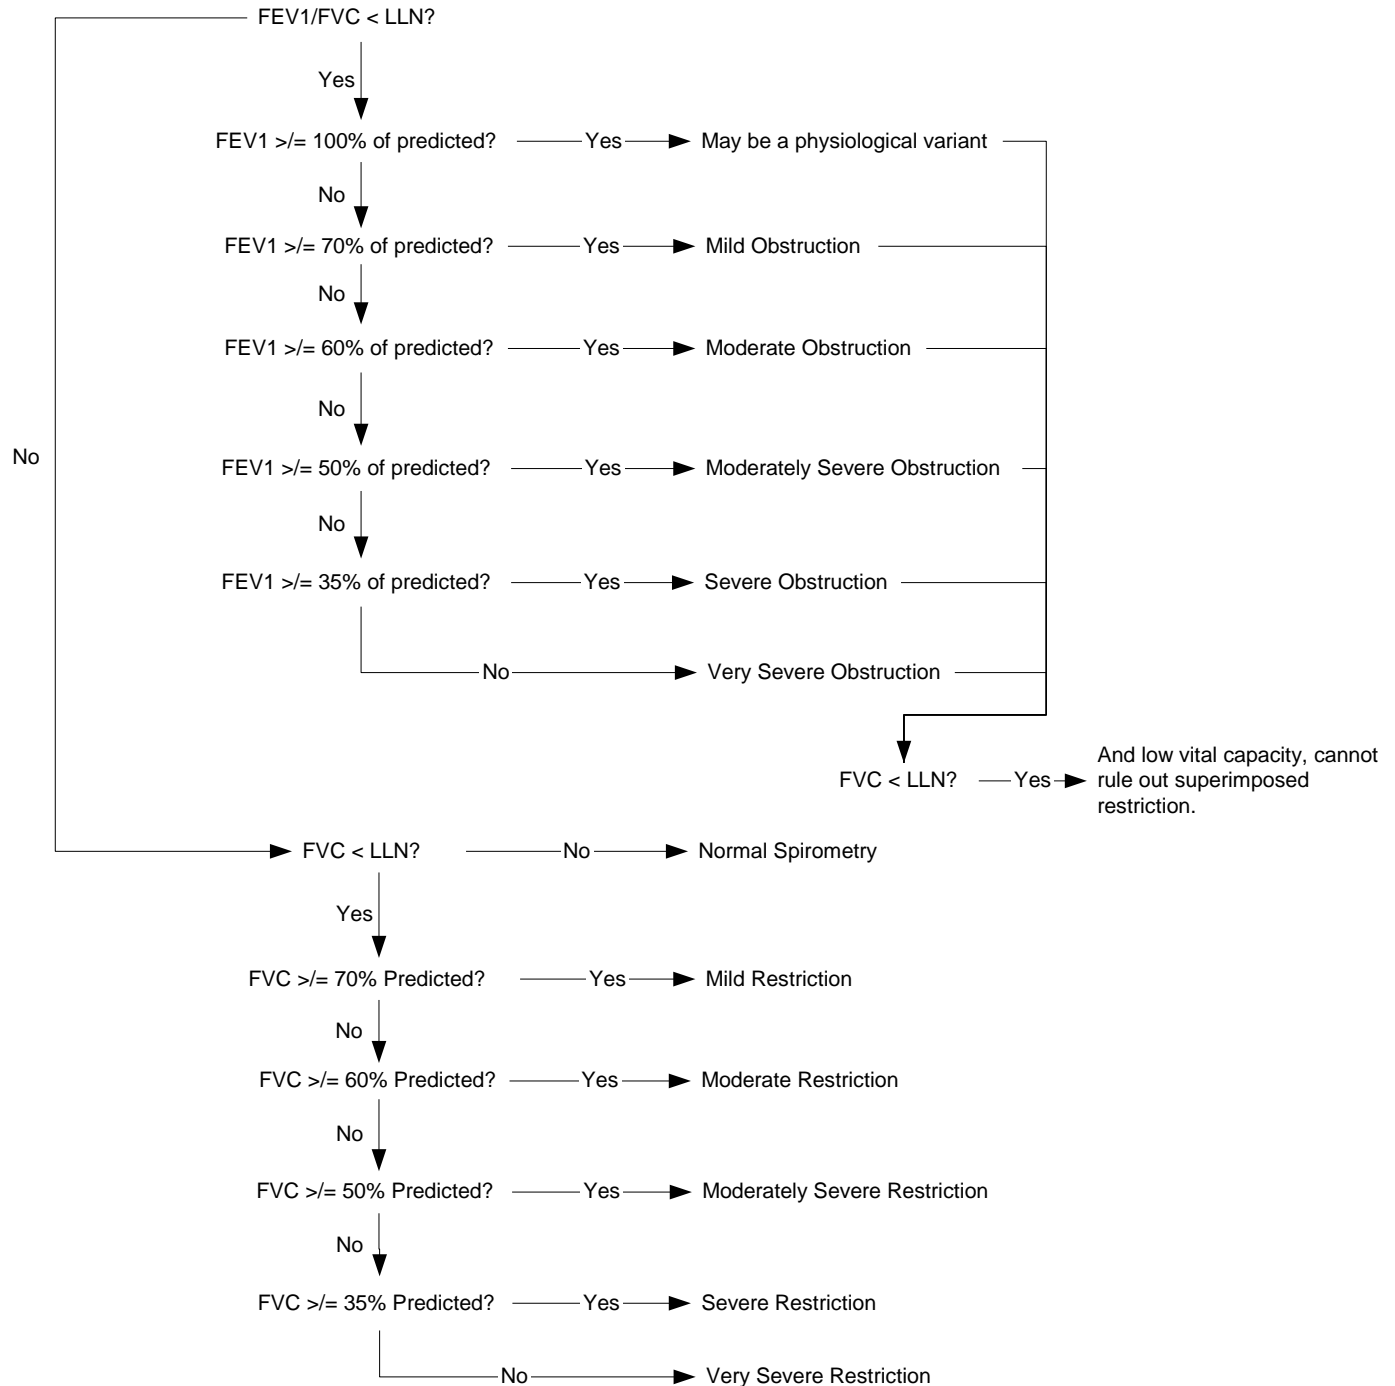 FEV1/FVC < LLN?
Yes
FEV1 >/= 100% of predicted?
Yes
May be a physiological variant
No
FEV1 >/= 70% of predicted?
Yes
Mild Obstruction
No
FEV1 >/= 60% of predicted?
Yes
Moderate Obstruction
No
No
FEV1 >/= 50% of predicted?
Yes
Moderately Severe Obstruction
No
FEV1 >/= 35% of predicted?
Yes
Severe Obstruction
No
Very Severe Obstruction
FVC < LLN?
Yes
And low vital capacity, cannot
rule out superimposed
restriction.
FVC < LLN?
No
Normal Spirometry
Yes
FVC >/= 70% Predicted?
Yes
Mild Restriction
No
FVC >/= 60% Predicted?
Yes
Moderate Restriction
No
FVC >/= 50% Predicted?
Yes
Moderately Severe Restriction
No
FVC >/= 35% Predicted?
Yes
Severe Restriction
No
Very Severe Restriction